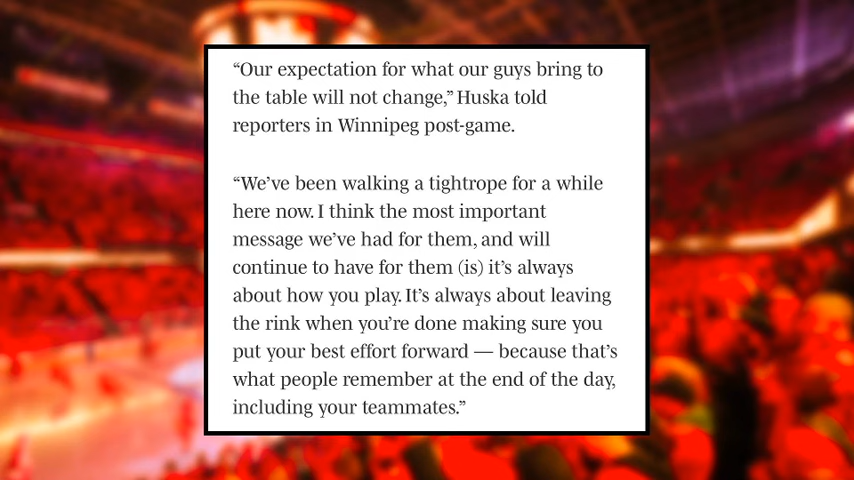 “Our expectation for what our guys bring to
the table will not change,” Huska told
reporters in Winnipeg post-game.
“We’ve been walking a tightrope for a while
here now. I think the most important
message we’ve had for them, and will
continue to have for them (is) it’s always
about how you play. It’s always about leaving
the rink when you’re done making sure you
put your best effort forward — because that’s
what people remember at the end of the day,
including your teammates.”